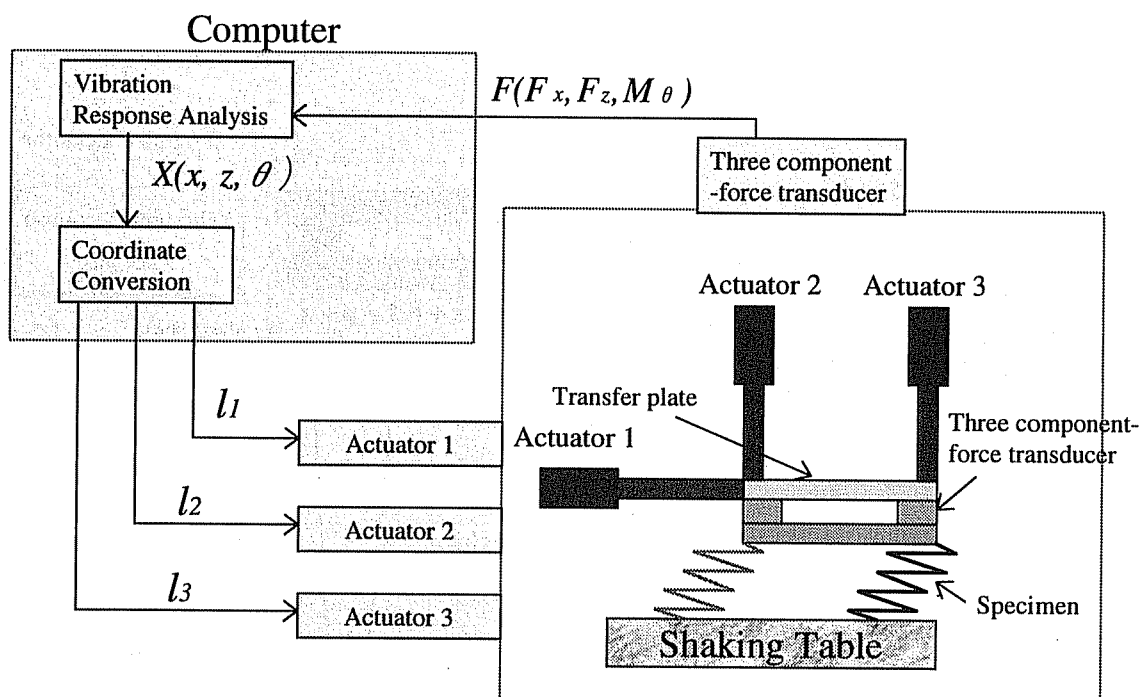 Computer
Vibration
Response Analysis
F(Fx, Fz, Mθ)
X(x, z, θ)
Three component
-force transducer
Coordinate
Conversion
Actuator 2
Actuator 3
l1
Transfer plate
Actuator 1
Actuator 1
Three component-
force transducer
l2
Actuator 2
l3
Actuator 3
Specimen
Shaking Table